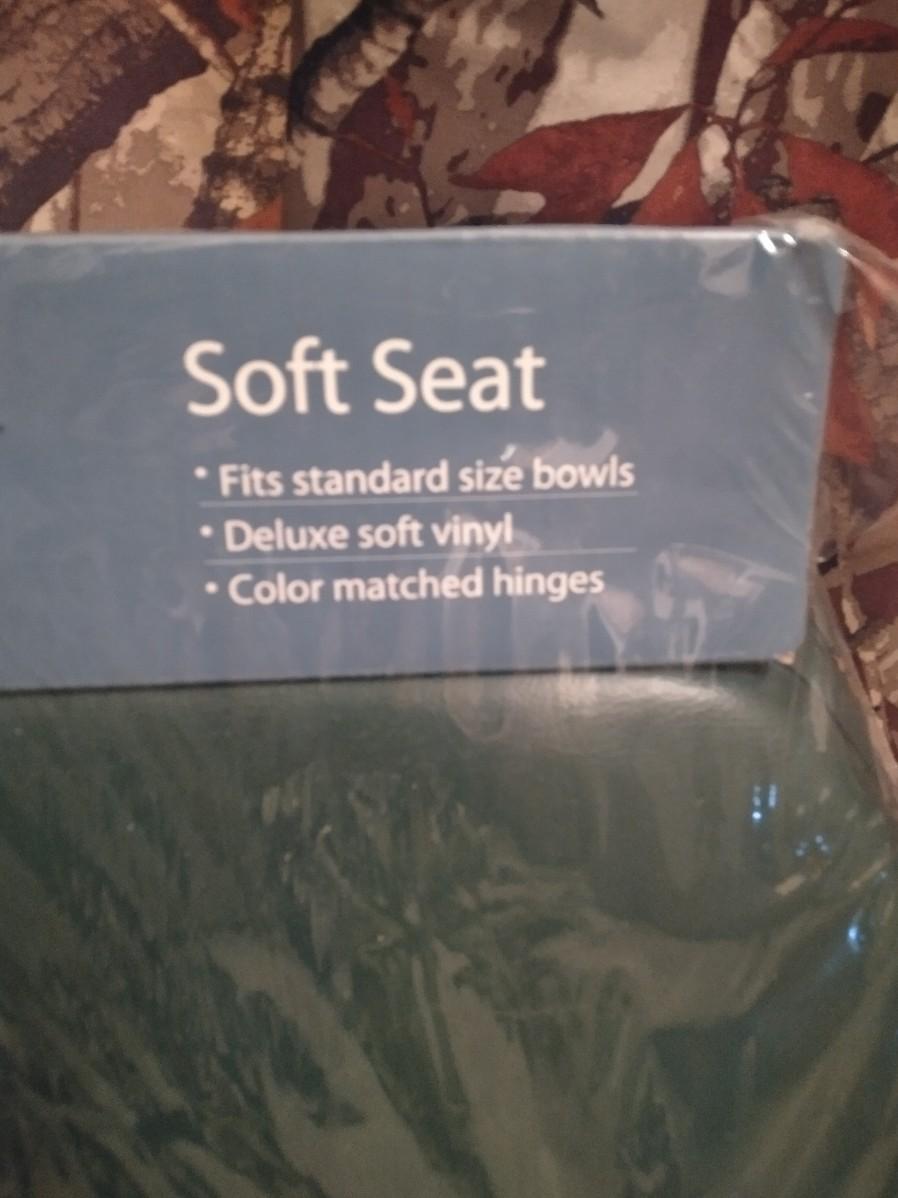 Soft Seat
• Fits standard size bowls
• Deluxe soft vinyl
• Color matched hinges